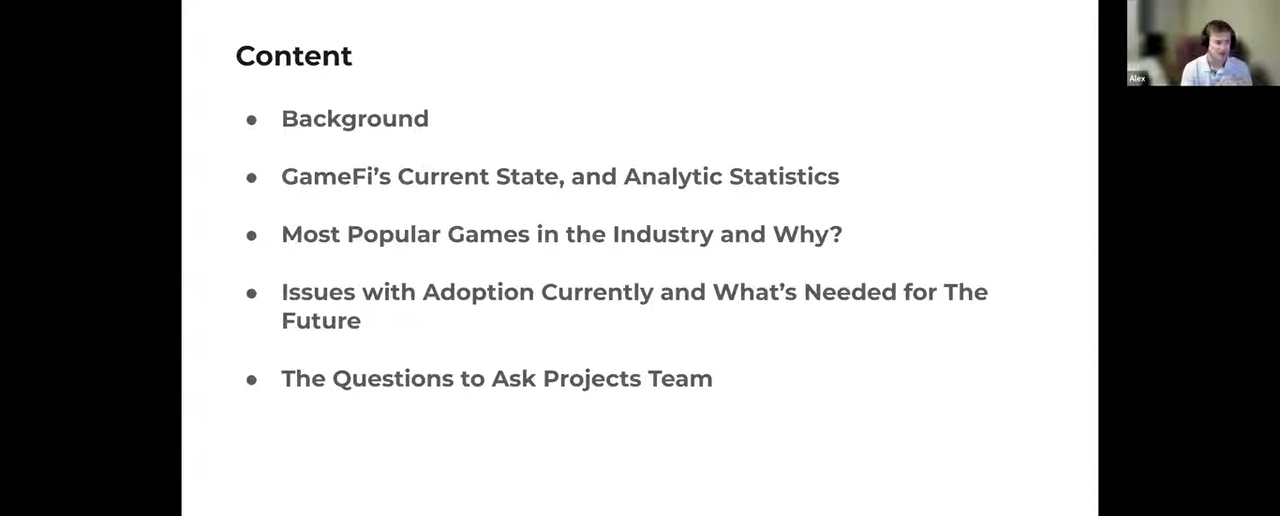 Content
● Background
● GameFi’s Current State, and Analytic Statistics
● Most Popular Games in the Industry and Why?
● Issues with Adoption Currently and What’s Needed for The
Future
● The Questions to Ask Projects Team
Alex